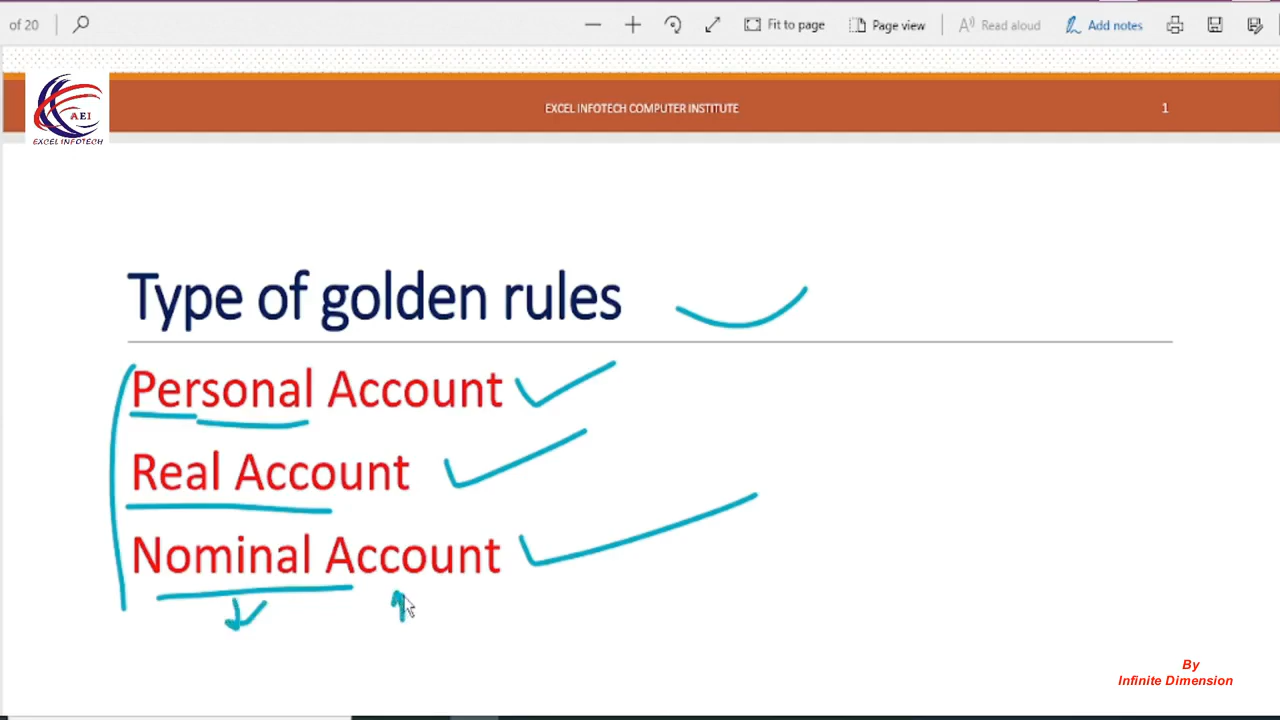 of 20
Fit to page
Page view
Read aloud
Add notes
EXCEL INFOTECH COMPUTER INSTITUTE
1
AEI
EXCEL INFOTECH
Type of golden rules
Personal Account
Real Account
Nominal Account
By
Infinite Dimension